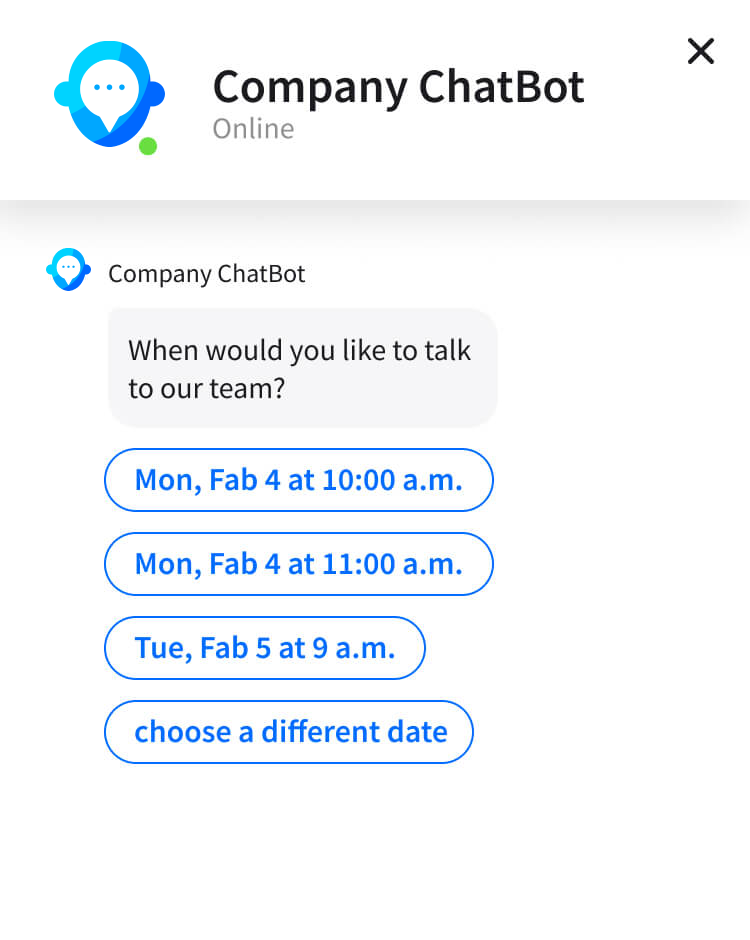 Company ChatBot
Online
Company ChatBot
When would you like to talk
to our team?
Mon, Fab 4 at 10:00 a.m.
Mon, Fab 4 at 11:00 a.m.
Tue, Fab 5 at 9 a.m.
choose a different date